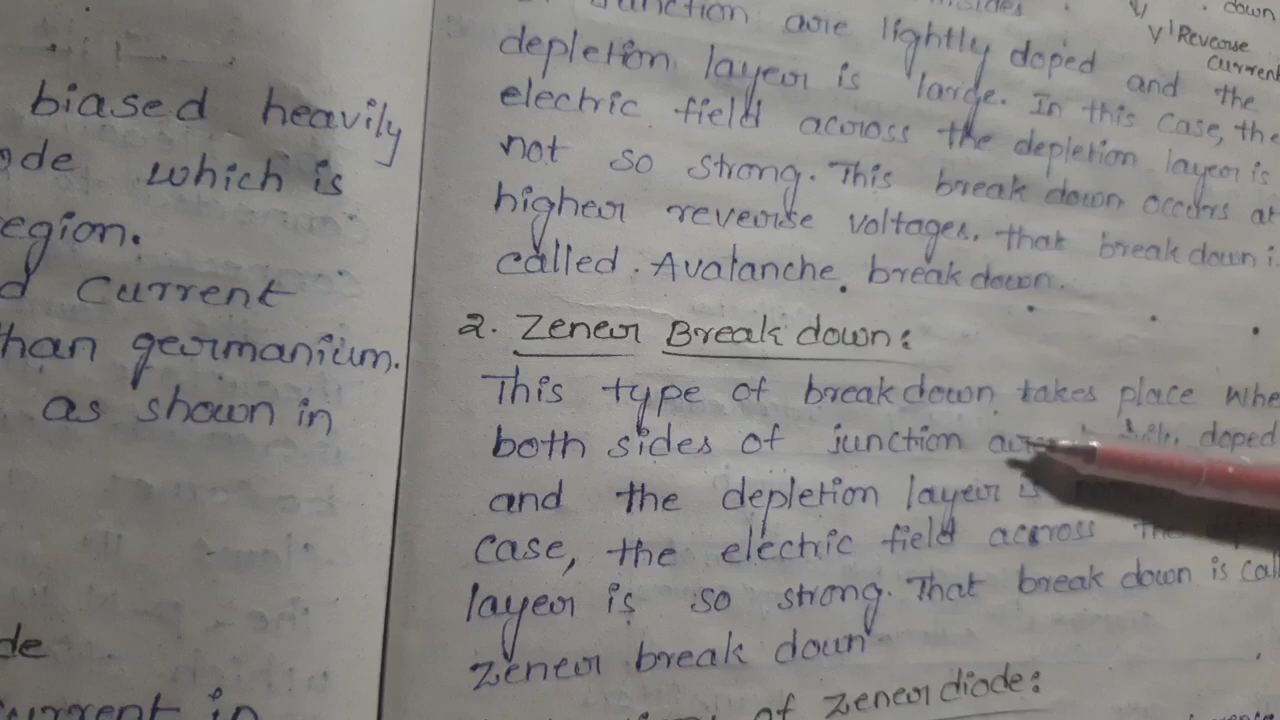 biased heavily
which is
egion.
d current
han germanium.
as shown in
de
current in
down
Reverse
current
junction are lightly doped and the
depletion layer is large. In this case, the
electric field across the depletion layer is
not so strong. This break down occurs at
higher reverse voltages. that break down i
called. Avalanche break down.
2. Zener Break down:
This type of break down takes place whe
both sides of junction doped
and the depletion layer is
case, the electric field across the
layer is so strong. That break down is call
zener break down
of zener diode: